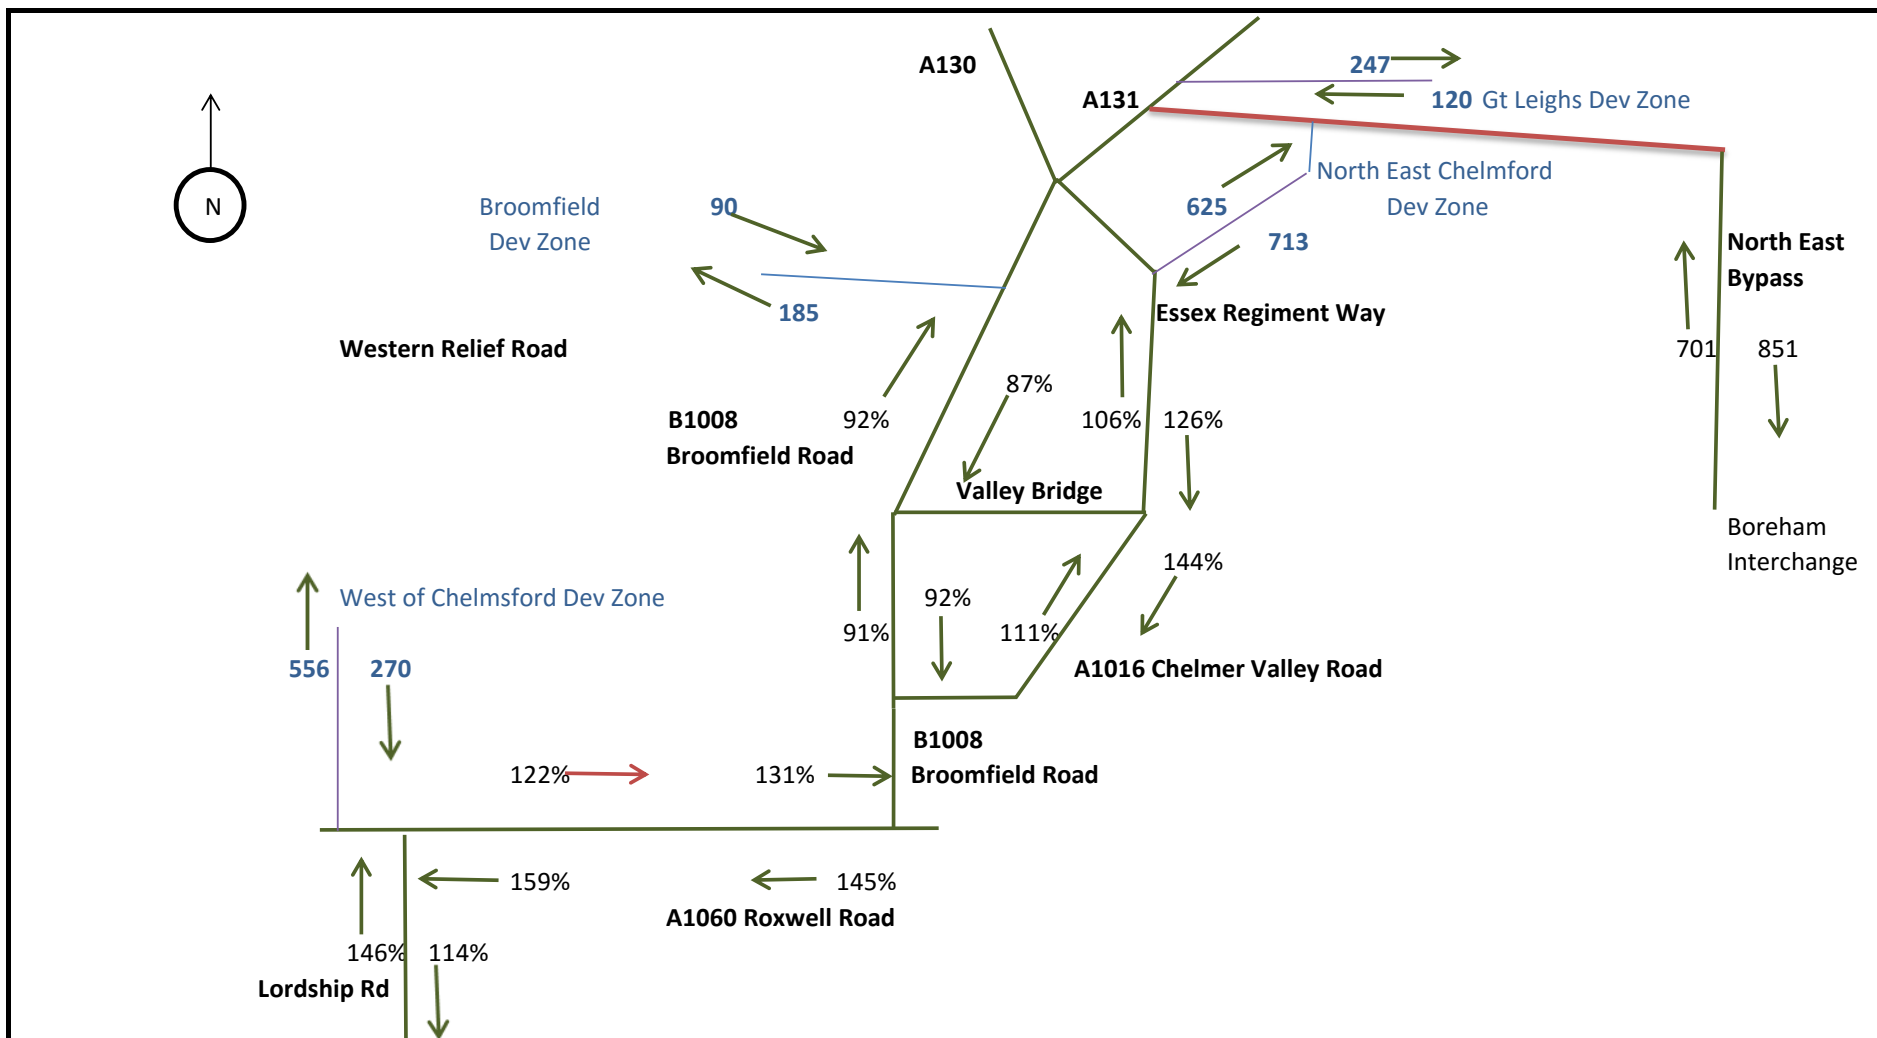 A130
247
A131
120 Gt Leighs Dev Zone
N
Broomfield
Dev Zone
90
625
North East Chelmford
Dev Zone
713
North East
Bypass
185
Essex Regiment Way
Western Relief Road
701
851
87%
B1008
Broomfield Road
92%
106%
126%
Valley Bridge
Boreham
Interchange
144%
West of Chelmsford Dev Zone
92%
91%
111%
556
270
A1016 Chelmer Valley Road
B1008
Broomfield Road
122%
131%
159%
145%
A1060 Roxwell Road
146%
114%
Lordship Rd